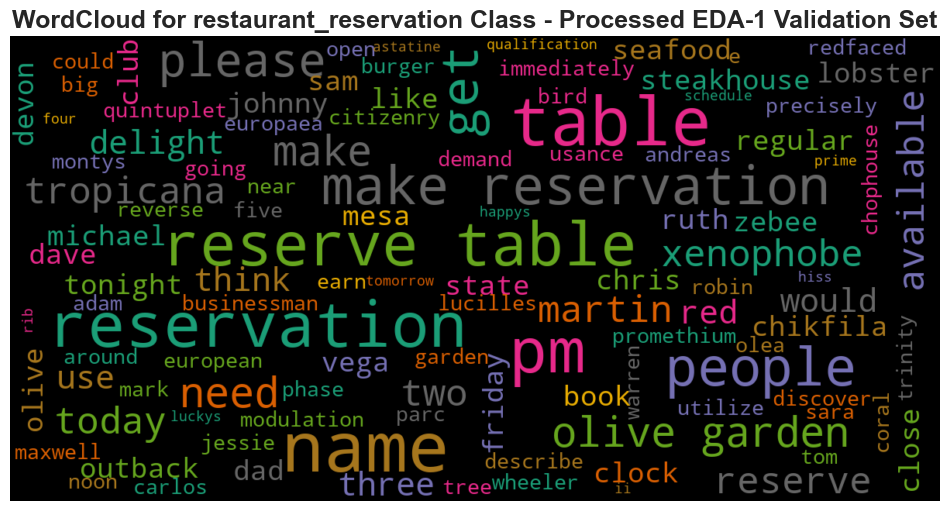 WordCloud for restaurant_reservation Class - Processed EDA-1 Validation Set
devon
could
big
four
club
please
quintuplet
johnny
europaea
open
astatine
burger
sam
like
citizenry
get
qualification
immediately
bird
seafood
e
steakhouse
schedule
redfaced
lobster
precisely
delight
montys
going
make
table
demand
usance
andreas
regular
prime
chophouse
available
tropicana
near
reverse
five
make reservation
mesa
happys
ruth
zebee
michael
dave
reserve table
xenophobe
tonight
think
earn
tomorrow
state
chris
robin
hiss
adam
businessman
lucilles
martin
red
would
rib
reservation
promethium
chikfila
olea
trinity
around
european
vega
garden
pm
people
olive
use
mark
need
phase
two
friday
book
warren
utilize
discover
sara
coral
close
today
luckys
modulation
parc
jessie
name
olive garden
tom
maxwell
outback
dad
describe
clock
noon
carlos
three
tree
wheeler
ii
reserve